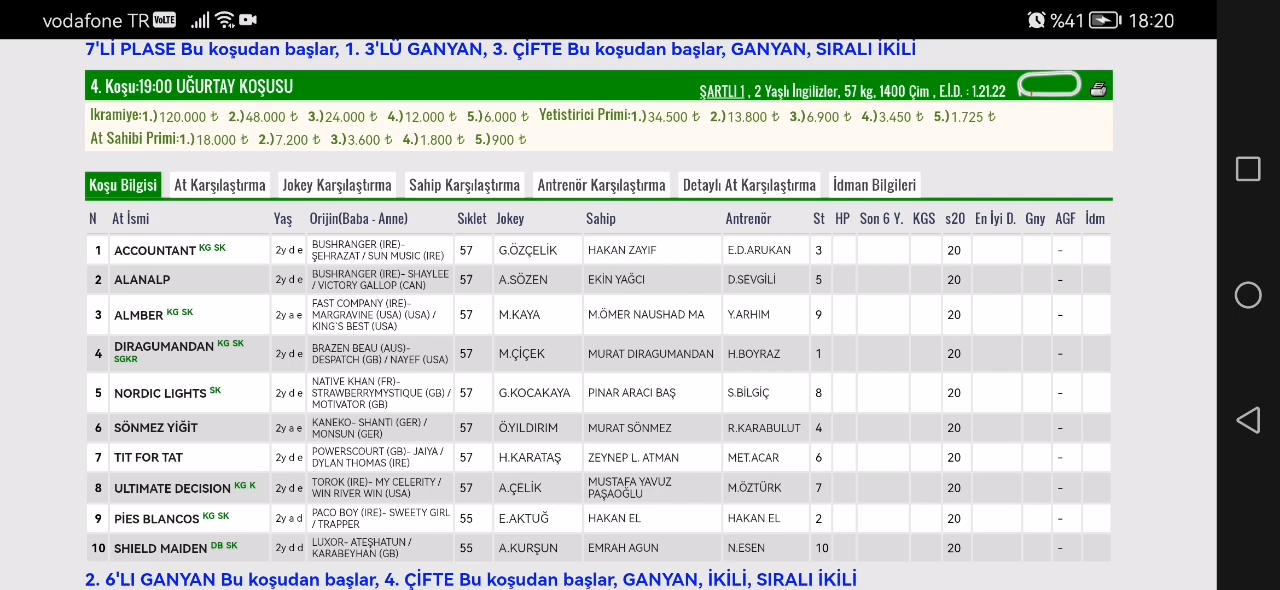 vodafone TR VoLTE %41 18:20
7'Lİ PLASE Bu koşudan başlar, 1. 3'LÜ GANYAN, 3. ÇİFTE Bu koşudan başlar, GANYAN, SIRALI İKİLİ
4. Koşu:19:00 UĞURTAY KOŞUSU
ŞARTLI 1 , 2 Yaşlı İngilizler, 57 kg, 1400 Çim , E.İ.D. : 1.21.22
Ikramiye:1.)120.000 ₺ 2.)48.000 ₺ 3.)24.000 ₺ 4.)12.000 ₺ 5.)6.000 ₺ Yetistirici Primi:1.)34.500 ₺ 2.)13.800 ₺ 3.)6.900 ₺ 4.)3.450 ₺ 5.)1.725 ₺
At Sahibi Primi:1.)18.000 ₺ 2.)7.200 ₺ 3.)3.600 ₺ 4.)1.800 ₺ 5.)900 ₺
Koşu Bilgisi At Karşılaştırma Jokey Karşılaştırma Sahip Karşılaştırma Antrenör Karşılaştırma Detaylı At Karşılaştırma İdman Bilgileri
N At İsmi Yaş Orijin(Baba - Anne) Sıklet Jokey Sahip Antrenör St HP Son 6 Y. KGS s20 En İyi D. Gny AGF İdm
1 ACCOUNTANT KG SK 2y d e BUSHRANGER (IRE)- ŞEHRAZAT / SUN MUSIC (IRE) 57 G.ÖZÇELİK HAKAN ZAYIF E.D.ARUKAN 3 20 -
2 ALANALP 2y d e BUSHRANGER (IRE)- SHAYLEE / VICTORY GALLOP (CAN) 57 A.SÖZEN EKİN YAĞCI D.SEVGİLİ 5 20 -
3 ALMBER KG SK 2y a e FAST COMPANY (IRE)- MARGRAVINE (USA) (USA) / KING'S BEST (USA) 57 M.KAYA M.ÖMER NAUSHAD MA Y.ARHIM 9 20 -
4 DIRAGUMANDAN KG SK SGKR 2y d e BRAZEN BEAU (AUS)- DESPATCH (GB) / NAYEF (USA) 57 M.ÇİÇEK MURAT DIRAGUMANDAN H.BOYRAZ 1 20 -
5 NORDIC LIGHTS SK 2y d e NATIVE KHAN (FR)- STRAWBERRYMYSTIQUE (GB) / MOTIVATOR (GB) 57 G.KOCAKAYA PINAR ARACI BAŞ S.BİLGİÇ 8 20 -
6 SÖNMEZ YİĞİT 2y a e KANEKO- SHANTI (GER) / MONSUN (GER) 57 Ö.YILDIRIM MURAT SÖNMEZ R.KARABULUT 4 20 -
7 TIT FOR TAT 2y d e POWERSCOURT (GB)- JAIYA / DYLAN THOMAS (IRE) 57 H.KARATAŞ ZEYNEP L. ATMAN MET.ACAR 6 20 -
8 ULTIMATE DECISION KG K 2y d e TOROK (IRE)- MY CELERITY / WIN RIVER WIN (USA) 57 A.ÇELİK MUSTAFA YAVUZ PAŞAOĞLU M.ÖZTÜRK 7 20 -
9 PİES BLANCOS KG SK 2y a d PACO BOY (IRE)- SWEETY GIRL / TRAPPER 55 E.AKTUĞ HAKAN EL HAKAN EL 2 20 -
10 SHIELD MAIDEN DB SK 2y d d LUXOR- ATEŞHATUN / KARABEYHAN (GB) 55 A.KURŞUN EMRAH AGUN N.ESEN 10 20 -
2. 6'LI GANYAN Bu koşudan başlar, 4. ÇİFTE Bu koşudan başlar, GANYAN, İKİLİ, SIRALI İKİLİ